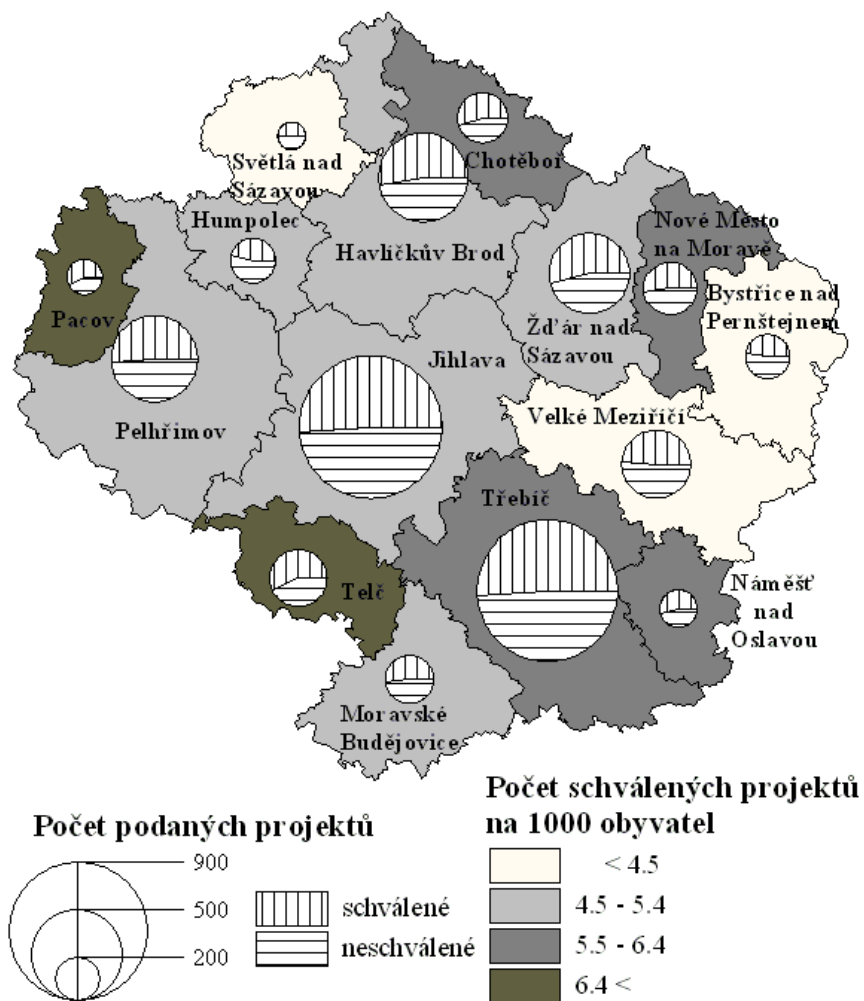 Chotěboř
Světlá nad
Sázavou
Humpolec
Havlíčkův Brod
Nové Město
na Moravě
Bystřice nad
Pernštejnem
Pacov
Žďár nad
Sázavou
Jihlava
Pelhřimov
Velké Meziříčí
Třebíč
Telč
Náměšť
nad
Oslavou
Moravské
Budějovice
Počet podaných projektů
900
500
200
schválené
neschválené
Počet schválených projektů
na 1000 obyvatel
< 4.5
4.5 - 5.4
5.5 - 6.4
6.4 <